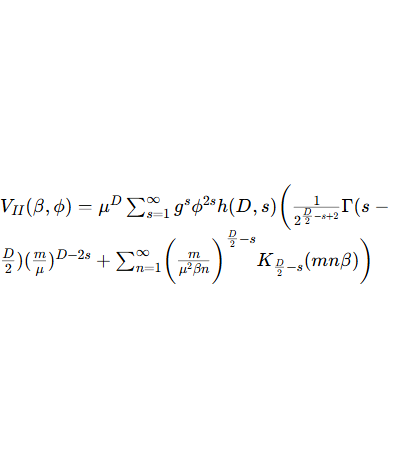 $V_{II}(\beta,\phi) = \mu^D \sum_{s=1}^{\infty} g^s \phi^{2s} h(D,s) \Bigg( \frac{1}{2^{\frac{D}{2}-s+2}} \Gamma(s-$
$\frac{D}{2}) (\frac{m}{\mu})^{D-2s} + \sum_{n=1}^{\infty} \Bigg( \frac{m}{\mu^2 \beta n} \Bigg)^{\frac{D}{2}-s} K_{\frac{D}{2}-s}(mn\beta) \Bigg)$